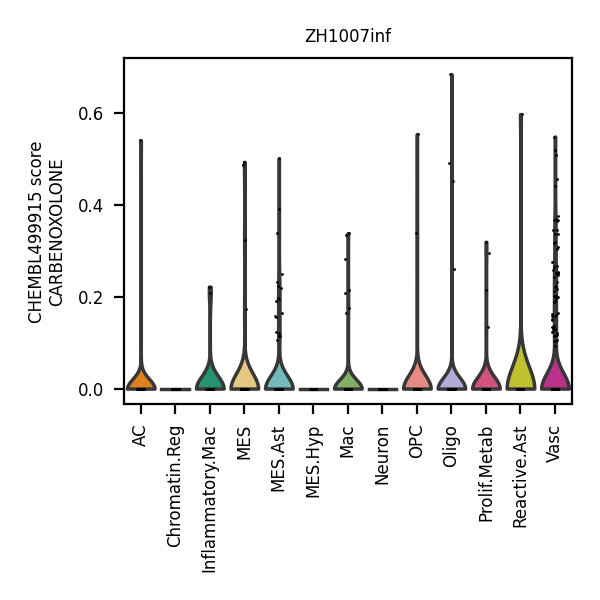 ZH1007inf
CHEMBL499915 score
CARBENOXOLONE
0.6
0.4
0.2
0.0
AC
Chromatin.Reg
Inflammatory.Mac
MES
MES.Ast
MES.Hyp
Mac
Neuron
OPC
Oligo
Prolif.Metab
Reactive.Ast
Vasc